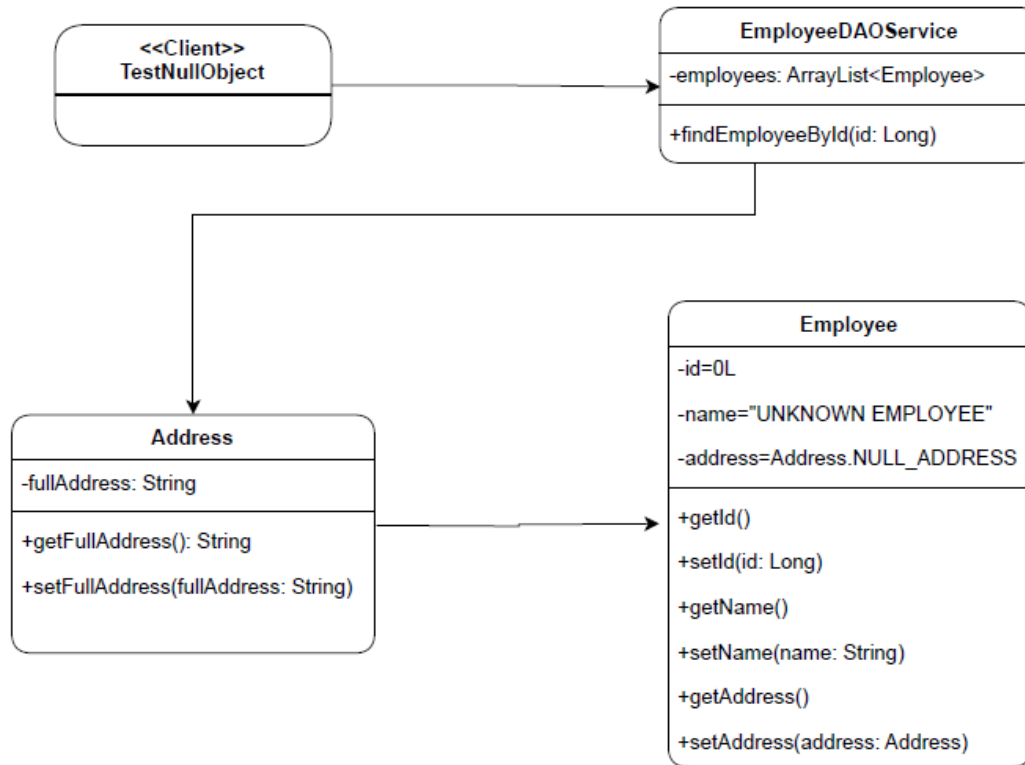 <<Client>>
TestNullObject
EmployeeDAOService
-employees: ArrayList<Employee>
+findEmployeeById(id: Long)
Address
-fullAddress: String
+getFullAddress(): String
+setFullAddress(fullAddress: String)
Employee
-id=0L
-name="UNKNOWN EMPLOYEE"
-address=Address.NULL_ADDRESS
+getId()
+setId(id: Long)
+getName()
+setName(name: String)
+getAddress()
+setAddress(address: Address)